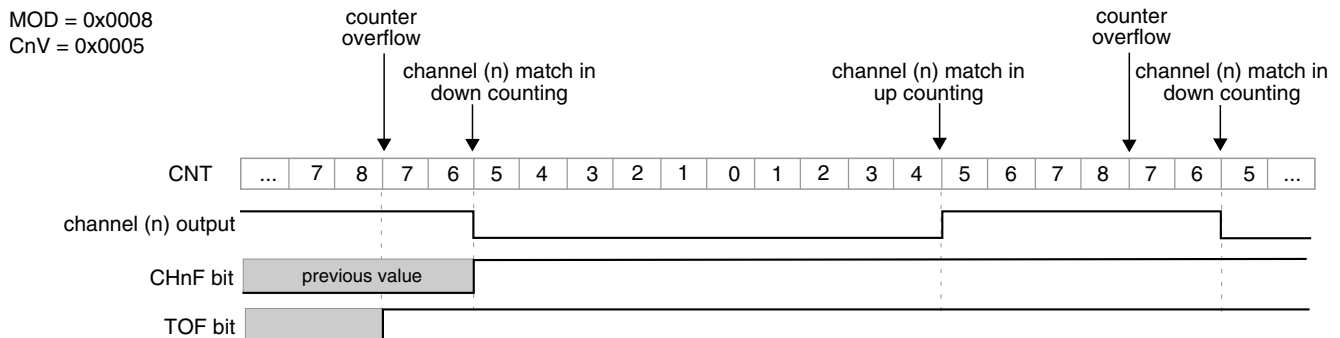 MOD = 0x0008
CnV = 0x0005
counter
overflow
channel (n) match in
down counting
channel (n) match in
up counting
counter
overflow
channel (n) match in
down counting
CNT ... 7 8 7 6 5 4 3 2 1 0 1 2 3 4 5 6 7 8 7 6 5 ...
channel (n) output
CHnF bit previous value
TOF bit